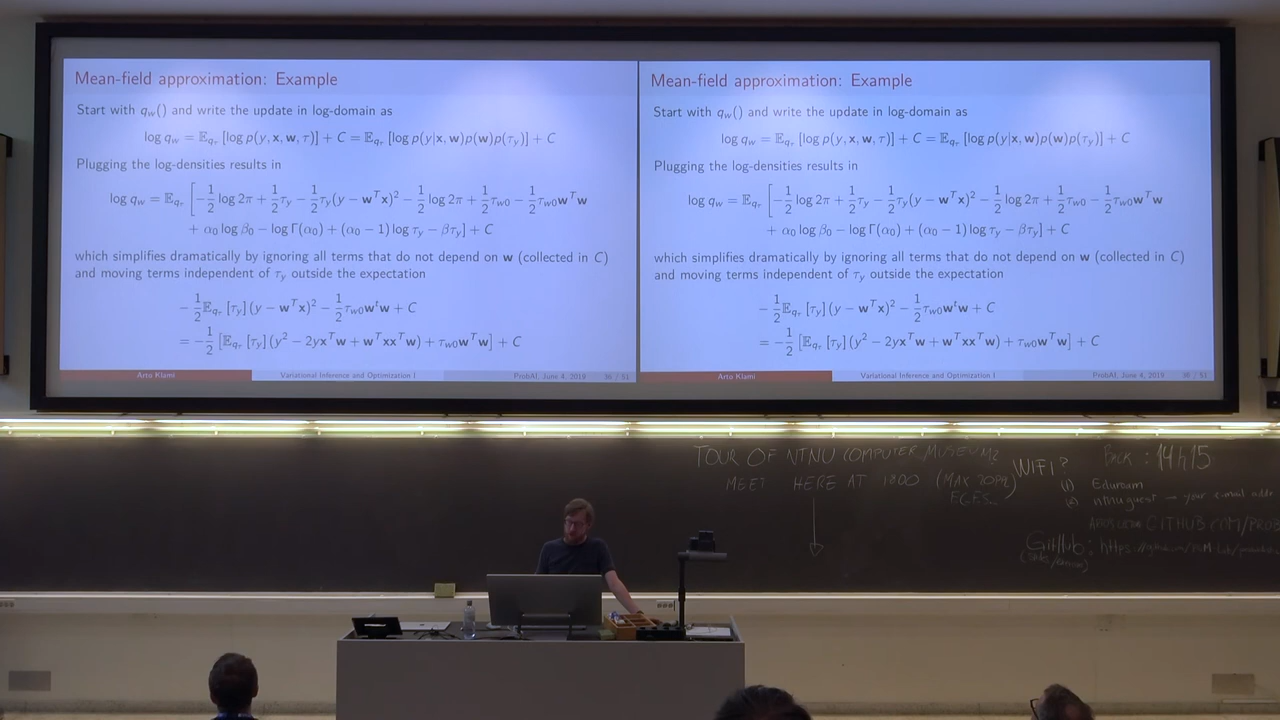 Mean-field approximation: Example
Start with q_w() and write the update in log-domain as
log q_w = 𝔼_{q_τ} [log p(y, x, w, τ)] + C = 𝔼_{q_τ} [log p(y|x, w)p(w)p(τ_y)] + C
Plugging the log-densities results in
log q_w = 𝔼_{q_τ} [−1/2 log 2π + 1/2 τ_y − 1/2 τ_y(y − w^T x)² − 1/2 log 2π + 1/2 τ_{w0} − 1/2 τ_{w0} w^T w
+ α_0 log β_0 − log Γ(α_0) + (α_0 − 1) log τ_y − βτ_y] + C
which simplifies dramatically by ignoring all terms that do not depend on w (collected in C)
and moving terms independent of τ_y outside the expectation
− 1/2 𝔼_{q_τ} [τ_y] (y − w^T x)² − 1/2 τ_{w0} w^t w + C
= −1/2 [𝔼_{q_τ} [τ_y] (y² − 2yx^T w + w^T xx^T w) + τ_{w0} w^T w] + C
Arto Klami Variational Inference and Optimization I ProbAI, June 4, 2019 36 / 51
Mean-field approximation: Example
Start with q_w() and write the update in log-domain as
log q_w = 𝔼_{q_τ} [log p(y, x, w, τ)] + C = 𝔼_{q_τ} [log p(y|x, w)p(w)p(τ_y)] + C
Plugging the log-densities results in
log q_w = 𝔼_{q_τ} [−1/2 log 2π + 1/2 τ_y − 1/2 τ_y(y − w^T x)² − 1/2 log 2π + 1/2 τ_{w0} − 1/2 τ_{w0} w^T w
+ α_0 log β_0 − log Γ(α_0) + (α_0 − 1) log τ_y − βτ_y] + C
which simplifies dramatically by ignoring all terms that do not depend on w (collected in C)
and moving terms independent of τ_y outside the expectation
− 1/2 𝔼_{q_τ} [τ_y] (y − w^T x)² − 1/2 τ_{w0} w^t w + C
= −1/2 [𝔼_{q_τ} [τ_y] (y² − 2yx^T w + w^T xx^T w) + τ_{w0} w^T w] + C
Arto Klami Variational Inference and Optimization I ProbAI, June 4, 2019 36 / 51
TOUR OF NTNU COMPUTER MUSEUM?
MEET HERE AT 1800 (MAX 20PPL)
WIFI?
BACK : 14h15
(1) Eduroam
(2) ntnuguest → your e-mail
GITHUB.COM/
GitHub: https://github.com/